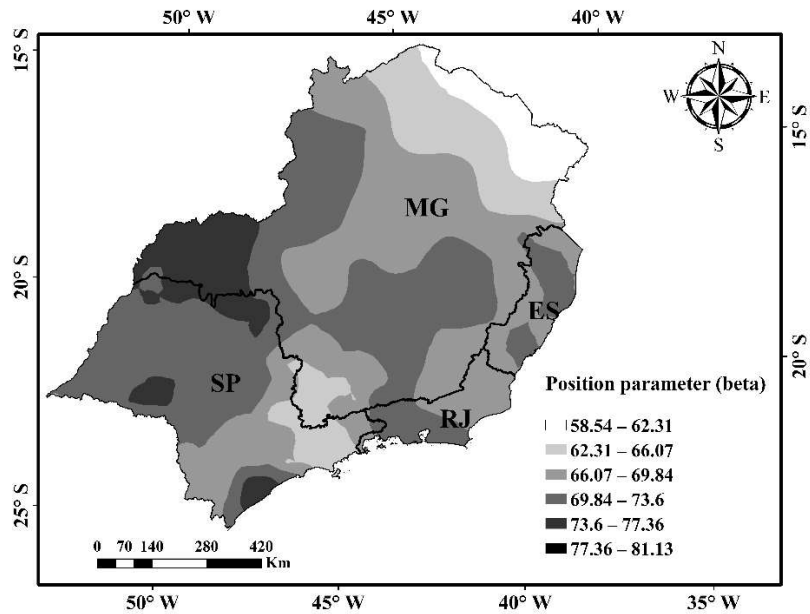 50° W 45° W 40° W
15° S
N
W E
S
15° S
MG
20° S
ES
20° S
SP
RJ
Position parameter (beta)
58.54 – 62.31
62.31 – 66.07
66.07 – 69.84
69.84 – 73.6
73.6 – 77.36
77.36 – 81.13
25° S
25° S
0 70 140 280 420
Km
50° W 45° W 40° W 35° W